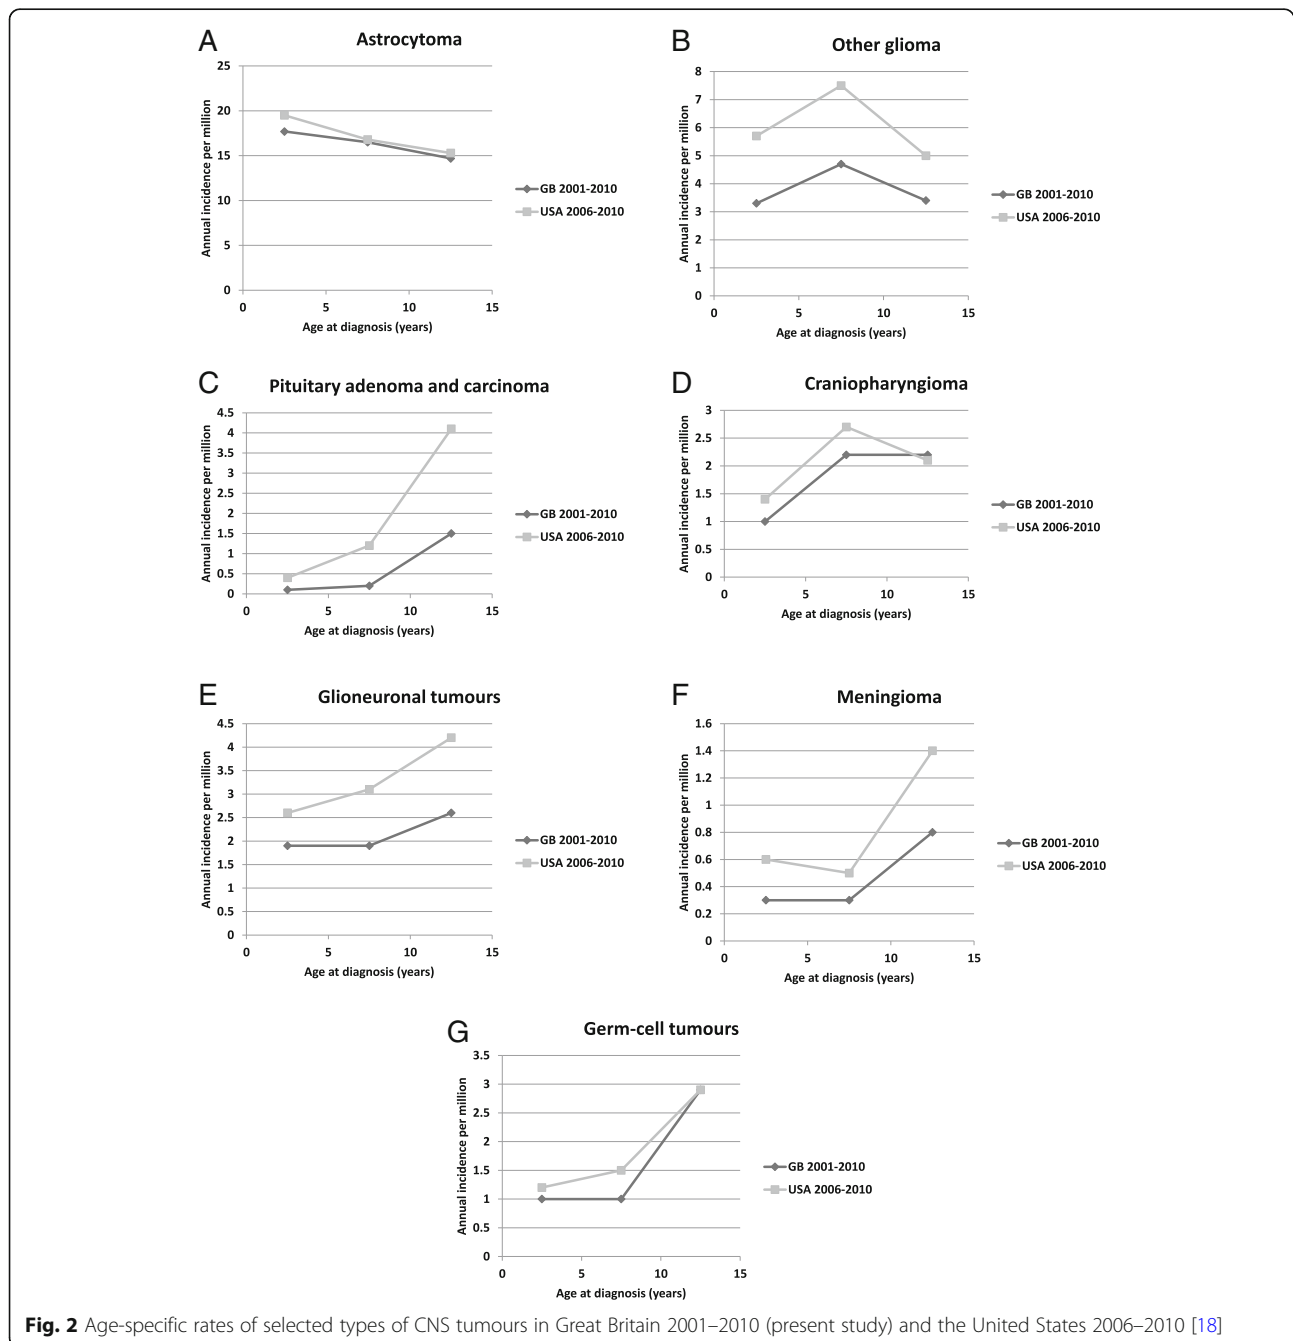 A
Astrocytoma
Annual incidence per million
25
20
15
10
5
0
0 5 10 15
Age at diagnosis (years)
GB 2001-2010
USA 2006-2010
B
Other glioma
Annual incidence per million
8
7
6
5
4
3
2
1
0
0 5 10 15
Age at diagnosis (years)
GB 2001-2010
USA 2006-2010
C
Pituitary adenoma and carcinoma
Annual incidence per million
4.5
4
3.5
3
2.5
2
1.5
1
0.5
0
0 5 10 15
Age at diagnosis (years)
GB 2001-2010
USA 2006-2010
D
Craniopharyngioma
Annual incidence per million
3
2.5
2
1.5
1
0.5
0
0 5 10 15
Age at diagnosis (years)
GB 2001-2010
USA 2006-2010
E
Glioneuronal tumours
Annual incidence per million
4.5
4
3.5
3
2.5
2
1.5
1
0.5
0
0 5 10 15
Age at diagnosis (years)
GB 2001-2010
USA 2006-2010
F
Meningioma
Annual incidence per million
1.6
1.4
1.2
1
0.8
0.6
0.4
0.2
0
0 5 10 15
Age at diagnosis (years)
GB 2001-2010
USA 2006-2010
G
Germ-cell tumours
Annual incidence per million
3.5
3
2.5
2
1.5
1
0.5
0
0 5 10 15
Age at diagnosis (years)
GB 2001-2010
USA 2006-2010
Fig. 2 Age-specific rates of selected types of CNS tumours in Great Britain 2001–2010 (present study) and the United States 2006–2010 [18]